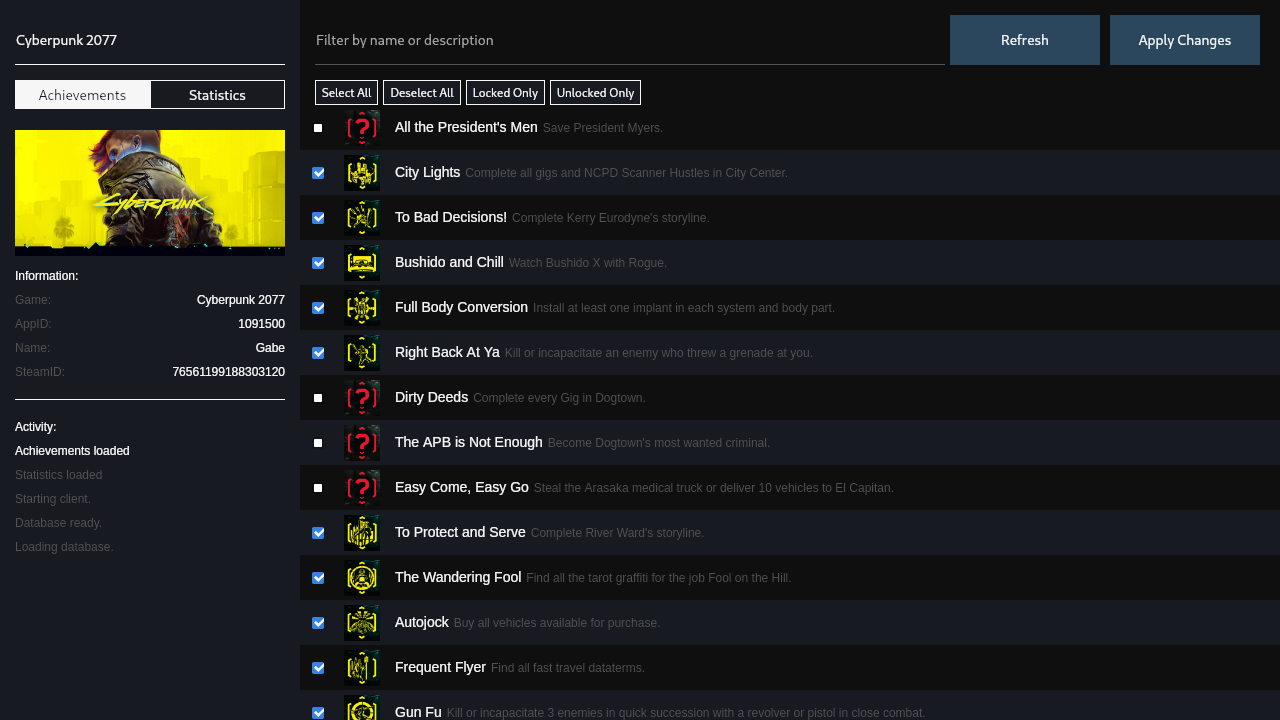 Cyberpunk 2077
Achievements Statistics
CYBERPUNK
Information:
Game: Cyberpunk 2077
AppID: 1091500
Name: Gabe
SteamID: 76561199188303120
Activity:
Achievements loaded
Statistics loaded
Starting client.
Database ready.
Loading database.
Filter by name or description
Refresh Apply Changes
Select All Deselect All Locked Only Unlocked Only
All the President's Men Save President Myers.
City Lights Complete all gigs and NCPD Scanner Hustles in City Center.
To Bad Decisions! Complete Kerry Eurodyne's storyline.
Bushido and Chill Watch Bushido X with Rogue.
Full Body Conversion Install at least one implant in each system and body part.
Right Back At Ya Kill or incapacitate an enemy who threw a grenade at you.
Dirty Deeds Complete every Gig in Dogtown.
The APB is Not Enough Become Dogtown's most wanted criminal.
Easy Come, Easy Go Steal the Arasaka medical truck or deliver 10 vehicles to El Capitan.
To Protect and Serve Complete River Ward's storyline.
The Wandering Fool Find all the tarot graffiti for the job Fool on the Hill.
Autojock Buy all vehicles available for purchase.
Frequent Flyer Find all fast travel dataterms.
Gun Fu Kill or incapacitate 3 enemies in quick succession with a revolver or pistol in close combat.